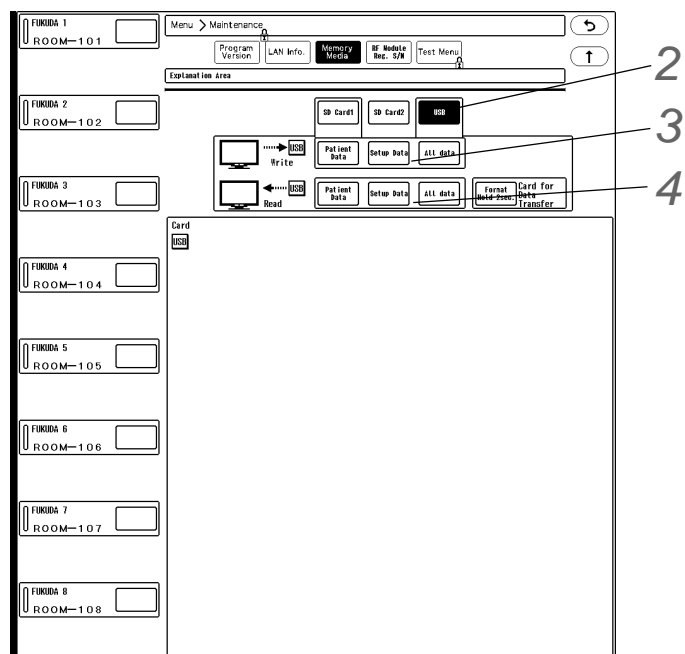 FUKUDA 1
ROOM-101
FUKUDA 2
ROOM-102
FUKUDA 3
ROOM-103
FUKUDA 4
ROOM-104
FUKUDA 5
ROOM-105
FUKUDA 6
ROOM-106
FUKUDA 7
ROOM-107
FUKUDA 8
ROOM-108
Menu > Maintenance
Program
Version
LAN Info.
Memory
Media
RF Module
Reg. S/N
Test Menu
Explanation Area
SD Card1
SD Card2
USB
2
USB
Write
Patient
Data
Setup Data
All data
3
USB
Read
Patient
Data
Setup Data
All data
Format
Hold 2sec.
Card for
Data
Transfer
4
Card
USB